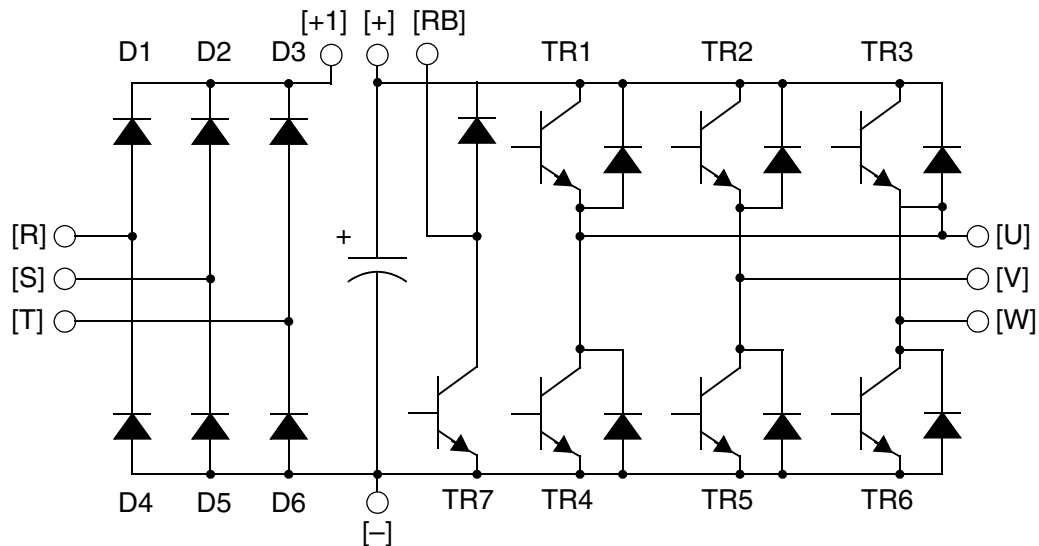 [+1] [+] [RB]
D1 D2 D3 TR1 TR2 TR3
[R] + [U]
[S] [V]
[T] [W]
D4 D5 D6 TR7 TR4 TR5 TR6
[–]